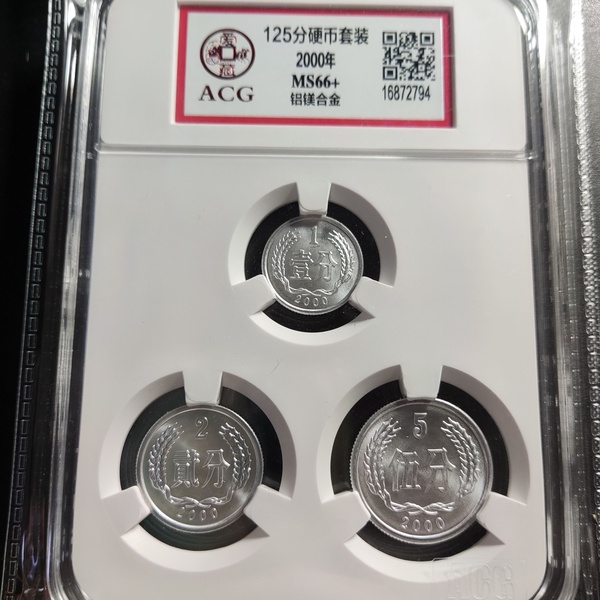 125分硬币套装
2000年
MS66+
铝镁合金
ACG
16872794
1
壹分
2000
2
贰分
2000
5
伍分
2000